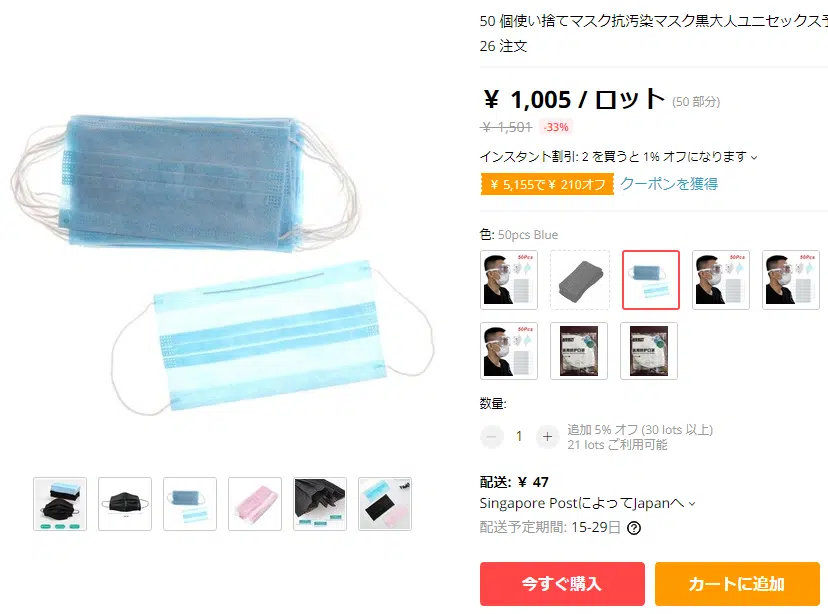 50 個使い捨てマスク抗汚染マスク黒大人ユニセックス
26 注文
¥ 1,005 / ロット (50 部分)
¥ 1,501 -33%
インスタント割引: 2 を買うと 1% オフになります
¥ 5,155で ¥ 210オフ クーポンを獲得
色: 50pcs Blue
50Pcs
50Pcs
50Pcs
50Pcs
数量:
1
追加 5% オフ (30 lots 以上)
21 lots ご利用可能
配送: ¥ 47
Singapore PostによってJapanへ
配送予定期間: 15-29日
今すぐ購入
カートに追加